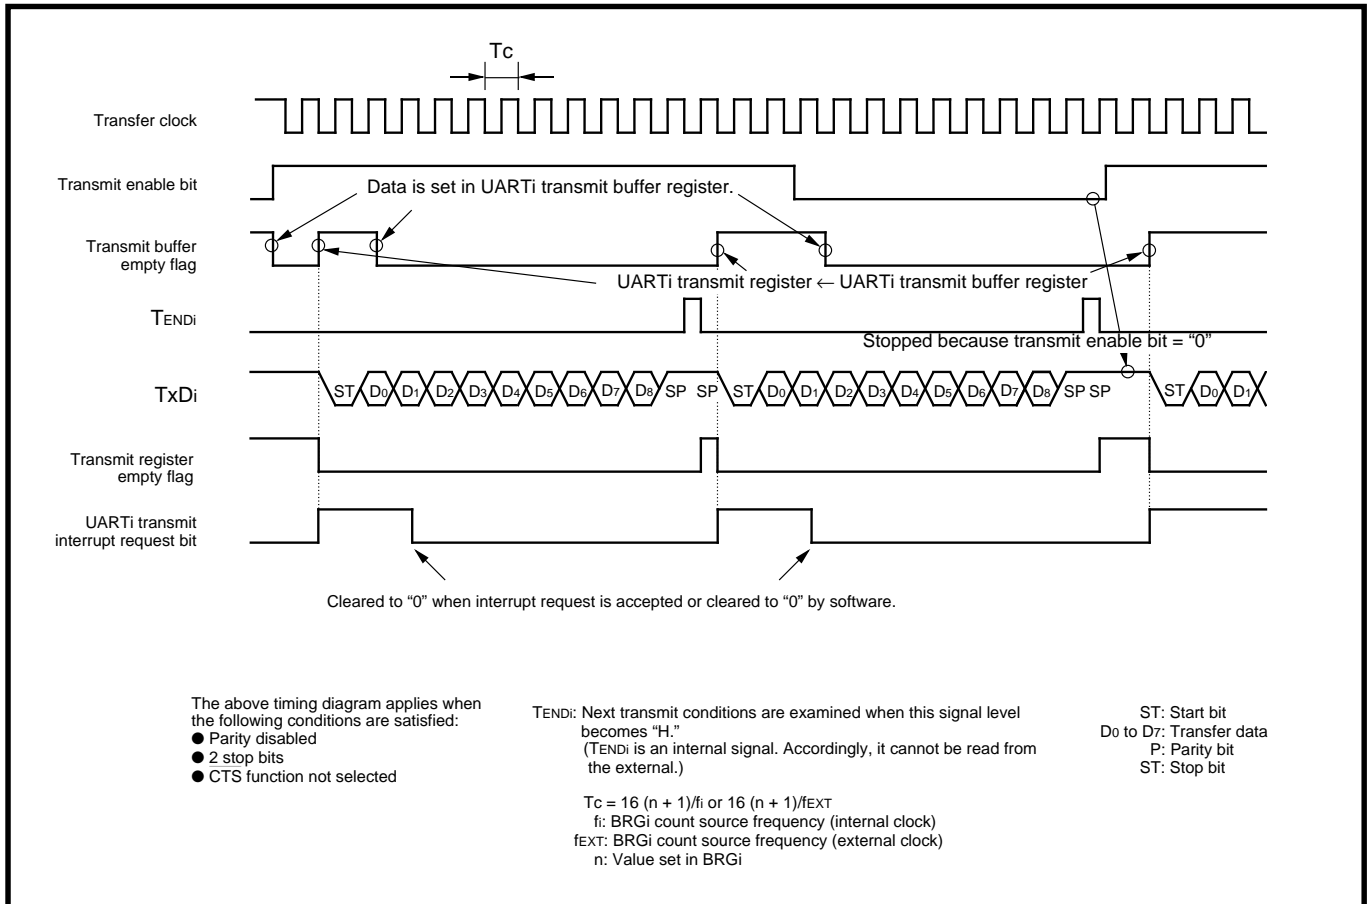 Tc
Transfer clock
Transmit enable bit
Data is set in UARTi transmit buffer register.
Transmit buffer
empty flag
UARTi transmit register ← UARTi transmit buffer register
TENDi
Stopped because transmit enable bit = “0”
TxDi
ST D0 D1 D2 D3 D4 D5 D6 D7 D8 SP SP ST D0 D1 D2 D3 D4 D5 D6 D7 D8 SP SP ST D0 D1
Transmit register
empty flag
UARTi transmit
interrupt request bit
Cleared to “0” when interrupt request is accepted or cleared to “0” by software.
The above timing diagram applies when
the following conditions are satisfied:
● Parity disabled
● 2 stop bits
● CTS function not selected
TENDi: Next transmit conditions are examined when this signal level
becomes “H.”
(TENDi is an internal signal. Accordingly, it cannot be read from
the external.)
Tc = 16 (n + 1)/fi or 16 (n + 1)/fEXT
fi: BRGi count source frequency (internal clock)
fEXT: BRGi count source frequency (external clock)
n: Value set in BRGi
ST: Start bit
D0 to D7: Transfer data
P: Parity bit
ST: Stop bit